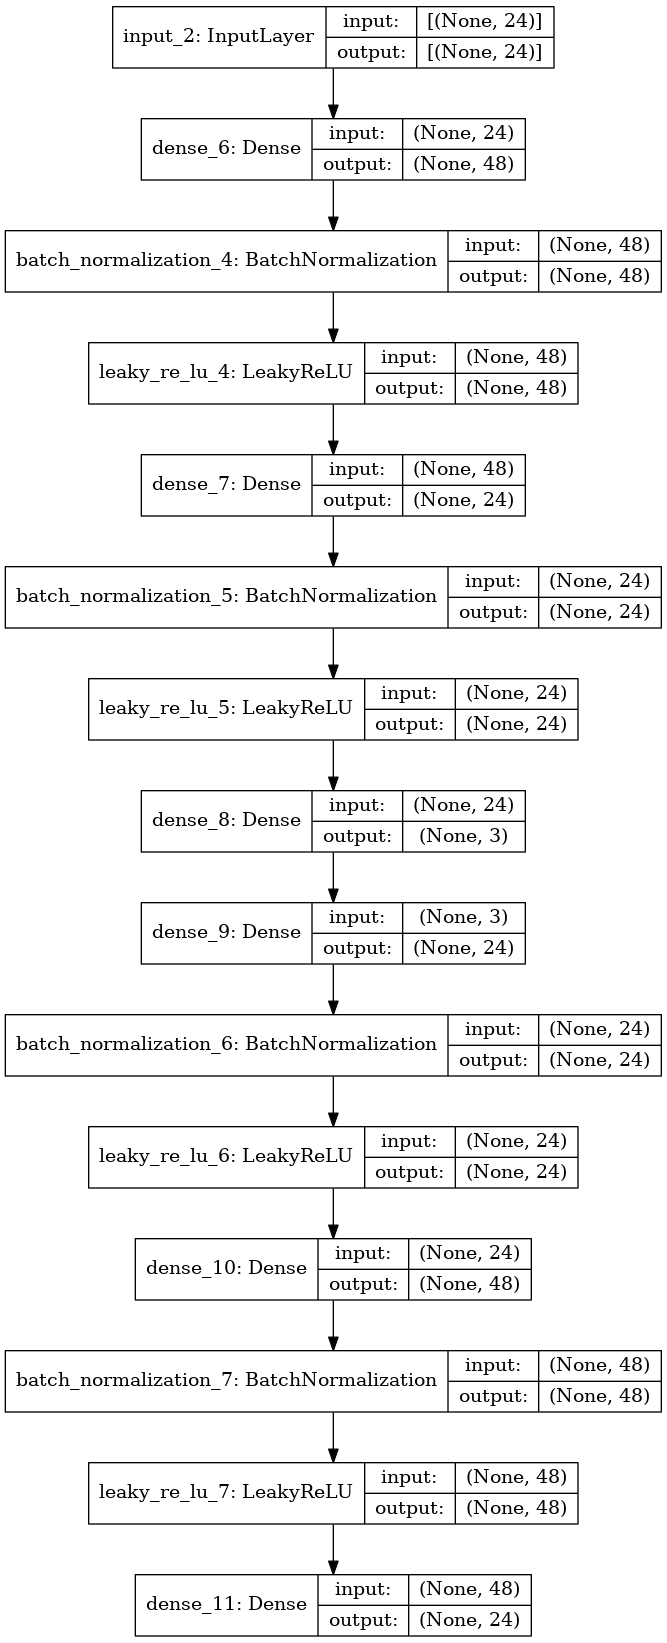 input_2: InputLayer
input: [(None, 24)]
output: [(None, 24)]
dense_6: Dense
input: (None, 24)
output: (None, 48)
batch_normalization_4: BatchNormalization
input: (None, 48)
output: (None, 48)
leaky_re_lu_4: LeakyReLU
input: (None, 48)
output: (None, 48)
dense_7: Dense
input: (None, 48)
output: (None, 24)
batch_normalization_5: BatchNormalization
input: (None, 24)
output: (None, 24)
leaky_re_lu_5: LeakyReLU
input: (None, 24)
output: (None, 24)
dense_8: Dense
input: (None, 24)
output: (None, 3)
dense_9: Dense
input: (None, 3)
output: (None, 24)
batch_normalization_6: BatchNormalization
input: (None, 24)
output: (None, 24)
leaky_re_lu_6: LeakyReLU
input: (None, 24)
output: (None, 24)
dense_10: Dense
input: (None, 24)
output: (None, 48)
batch_normalization_7: BatchNormalization
input: (None, 48)
output: (None, 48)
leaky_re_lu_7: LeakyReLU
input: (None, 48)
output: (None, 48)
dense_11: Dense
input: (None, 48)
output: (None, 24)